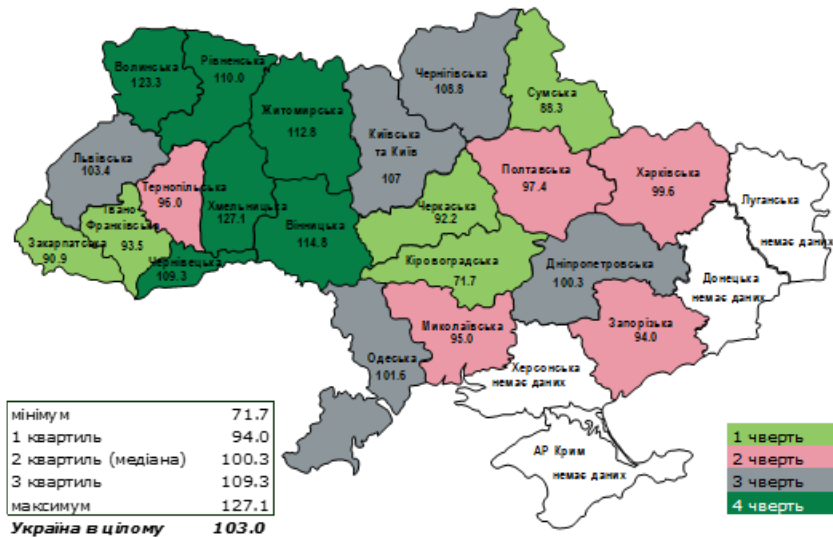 Волинська
123.3
Рівненська
110.0
Житомирська
112.8
Київська
та Київ
107
Чернігівська
108.8
Сумська
88.3
Львівська
103.4
Тернопільська
96.0
Хмельницька
127.1
Вінницька
114.8
Черкаська
92.2
Полтавська
97.4
Харківська
99.6
Луганська
немає даних
Івано
Франківська
93.5
Закарпатська
90.9
Чернівецька
109.3
Кіровоградська
71.7
Дніпропетровська
100.3
Донецька
немає даних
Миколаївська
95.0
Запорізька
94.0
Одеська
101.6
Херсонська
немає даних
АР Крим
немає даних
мінімум 71.7
1 квартиль 94.0
2 квартиль (медіана) 100.3
3 квартиль 109.3
максимум 127.1
Україна в цілому 103.0
1 чверть
2 чверть
3 чверть
4 чверть